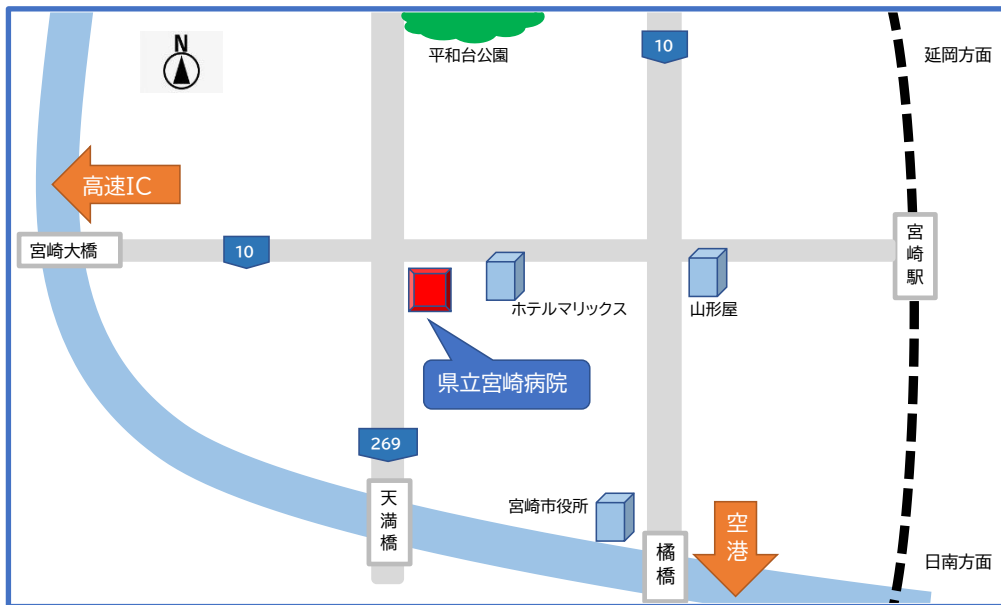 N
平和台公園
10
延岡方面
高速IC
宮崎大橋
10
宮崎駅
ホテルマリックス
山形屋
県立宮崎病院
269
天満橋
宮崎市役所
橘橋
空港
日南方面